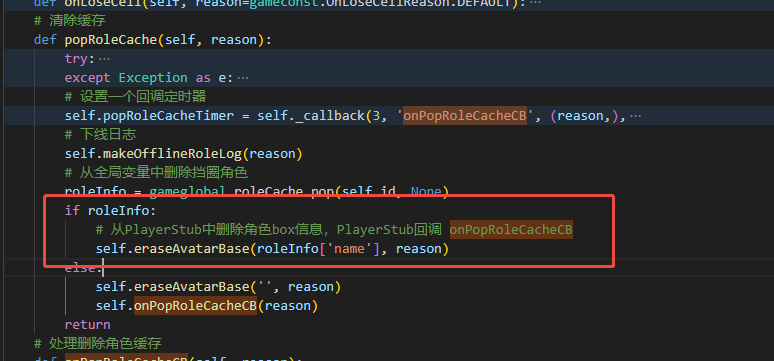 def onLoseCell(self, reason=gameconst.OnLoseCellReason.DEFAULT):…
# 清除缓存
def popRoleCache(self, reason):
try:…
except Exception as e:…
# 设置一个回调定时器
self.popRoleCacheTimer = self._callback(3, 'onPopRoleCacheCB', (reason,),…
# 下线日志
self.makeOfflineRoleLog(reason)
# 从全局变量中删除挡圈角色
roleInfo = gameglobal.roleCache.pop(self.id, None)
if roleInfo:
# 从PlayerStub中删除角色box信息，PlayerStub回调 onPopRoleCacheCB
self.eraseAvatarBase(roleInfo['name'], reason)
else:
self.eraseAvatarBase('', reason)
self.onPopRoleCacheCB(reason)
return
# 处理删除角色缓存
def onPopRoleCacheCB(self, reason):